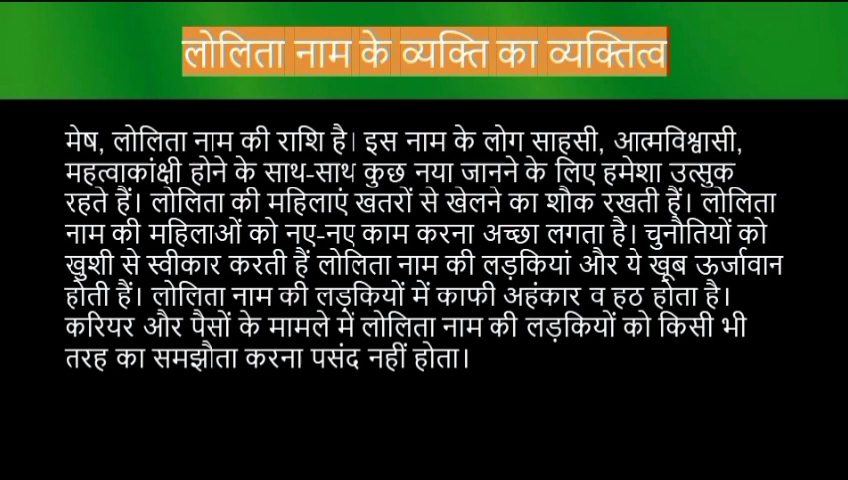 लोलिता नाम के व्यक्ति का व्यक्तित्व
मेष, लोलिता नाम की राशि है। इस नाम के लोग साहसी, आत्मविश्वासी,
महत्वाकांक्षी होने के साथ-साथ कुछ नया जानने के लिए हमेशा उत्सुक
रहते हैं। लोलिता की महिलाएं खतरों से खेलने का शौक रखती हैं। लोलिता
नाम की महिलाओं को नए-नए काम करना अच्छा लगता है। चुनौतियों को
खुशी से स्वीकार करती हैं लोलिता नाम की लड़कियां और ये खूब ऊर्जावान
होती हैं। लोलिता नाम की लड़कियों में काफी अहंकार व हठ होता है।
करियर और पैसों के मामले में लोलिता नाम की लड़कियों को किसी भी
तरह का समझौता करना पसंद नहीं होता।